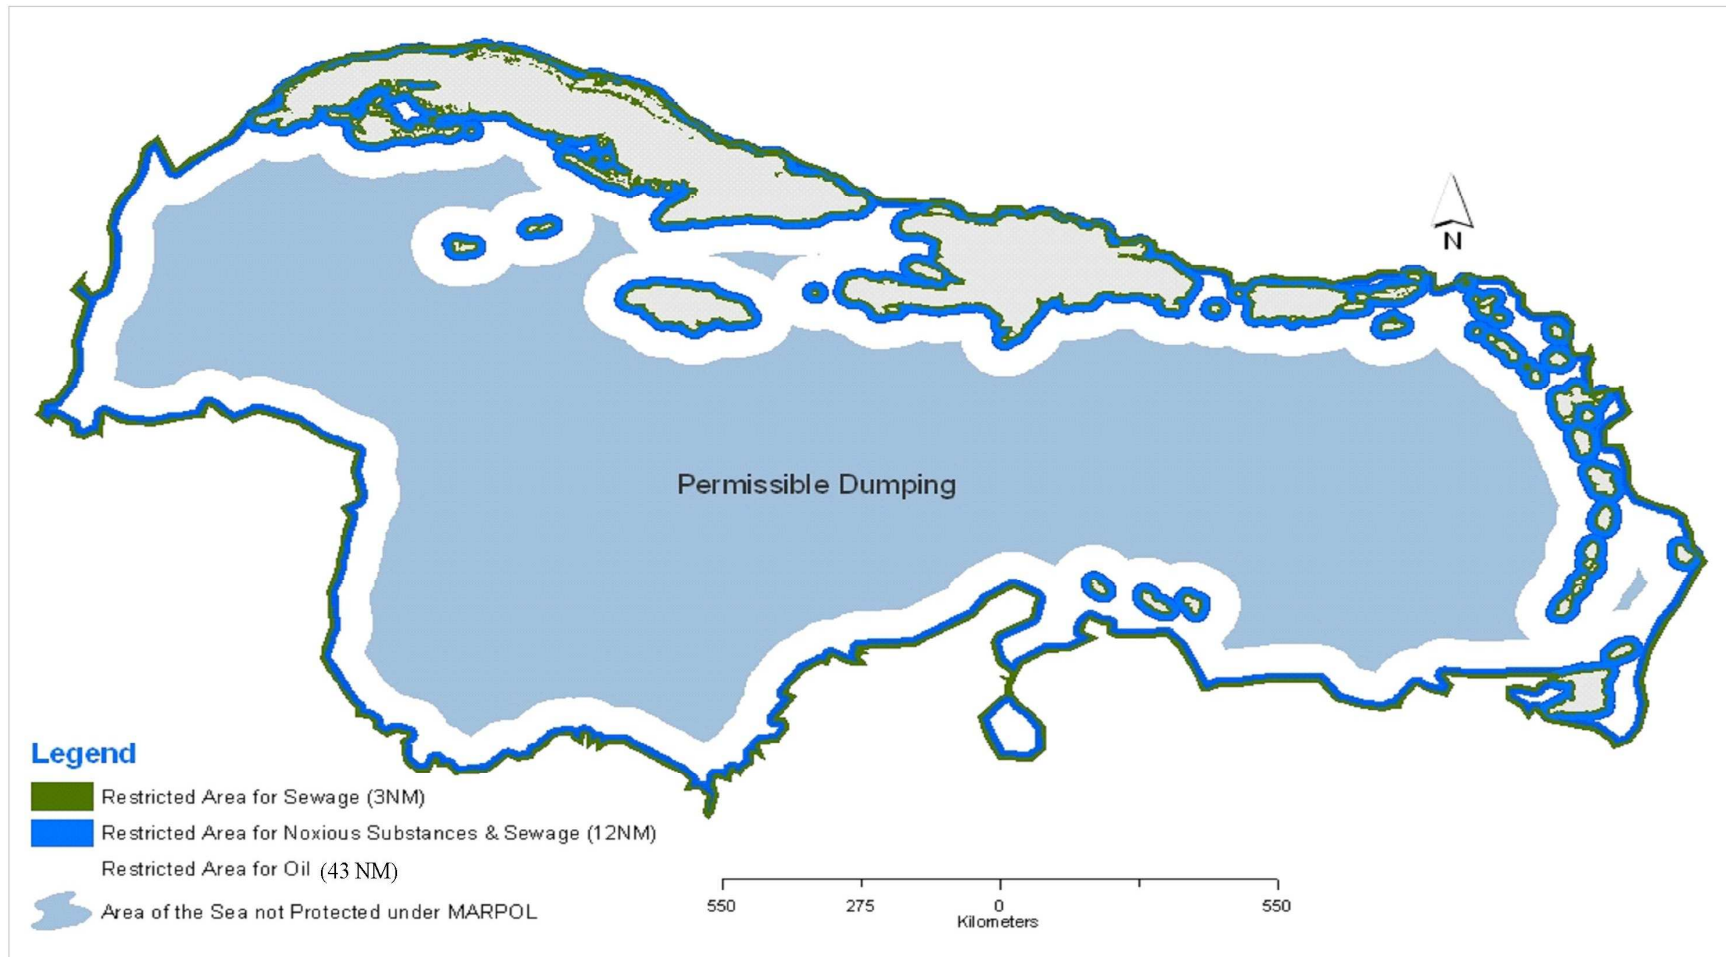 N
Permissible Dumping
Legend
Restricted Area for Sewage (3NM)
Restricted Area for Noxious Substances & Sewage (12NM)
Restricted Area for Oil (43 NM)
Area of the Sea not Protected under MARPOL
550 275 0 550
Kilometers